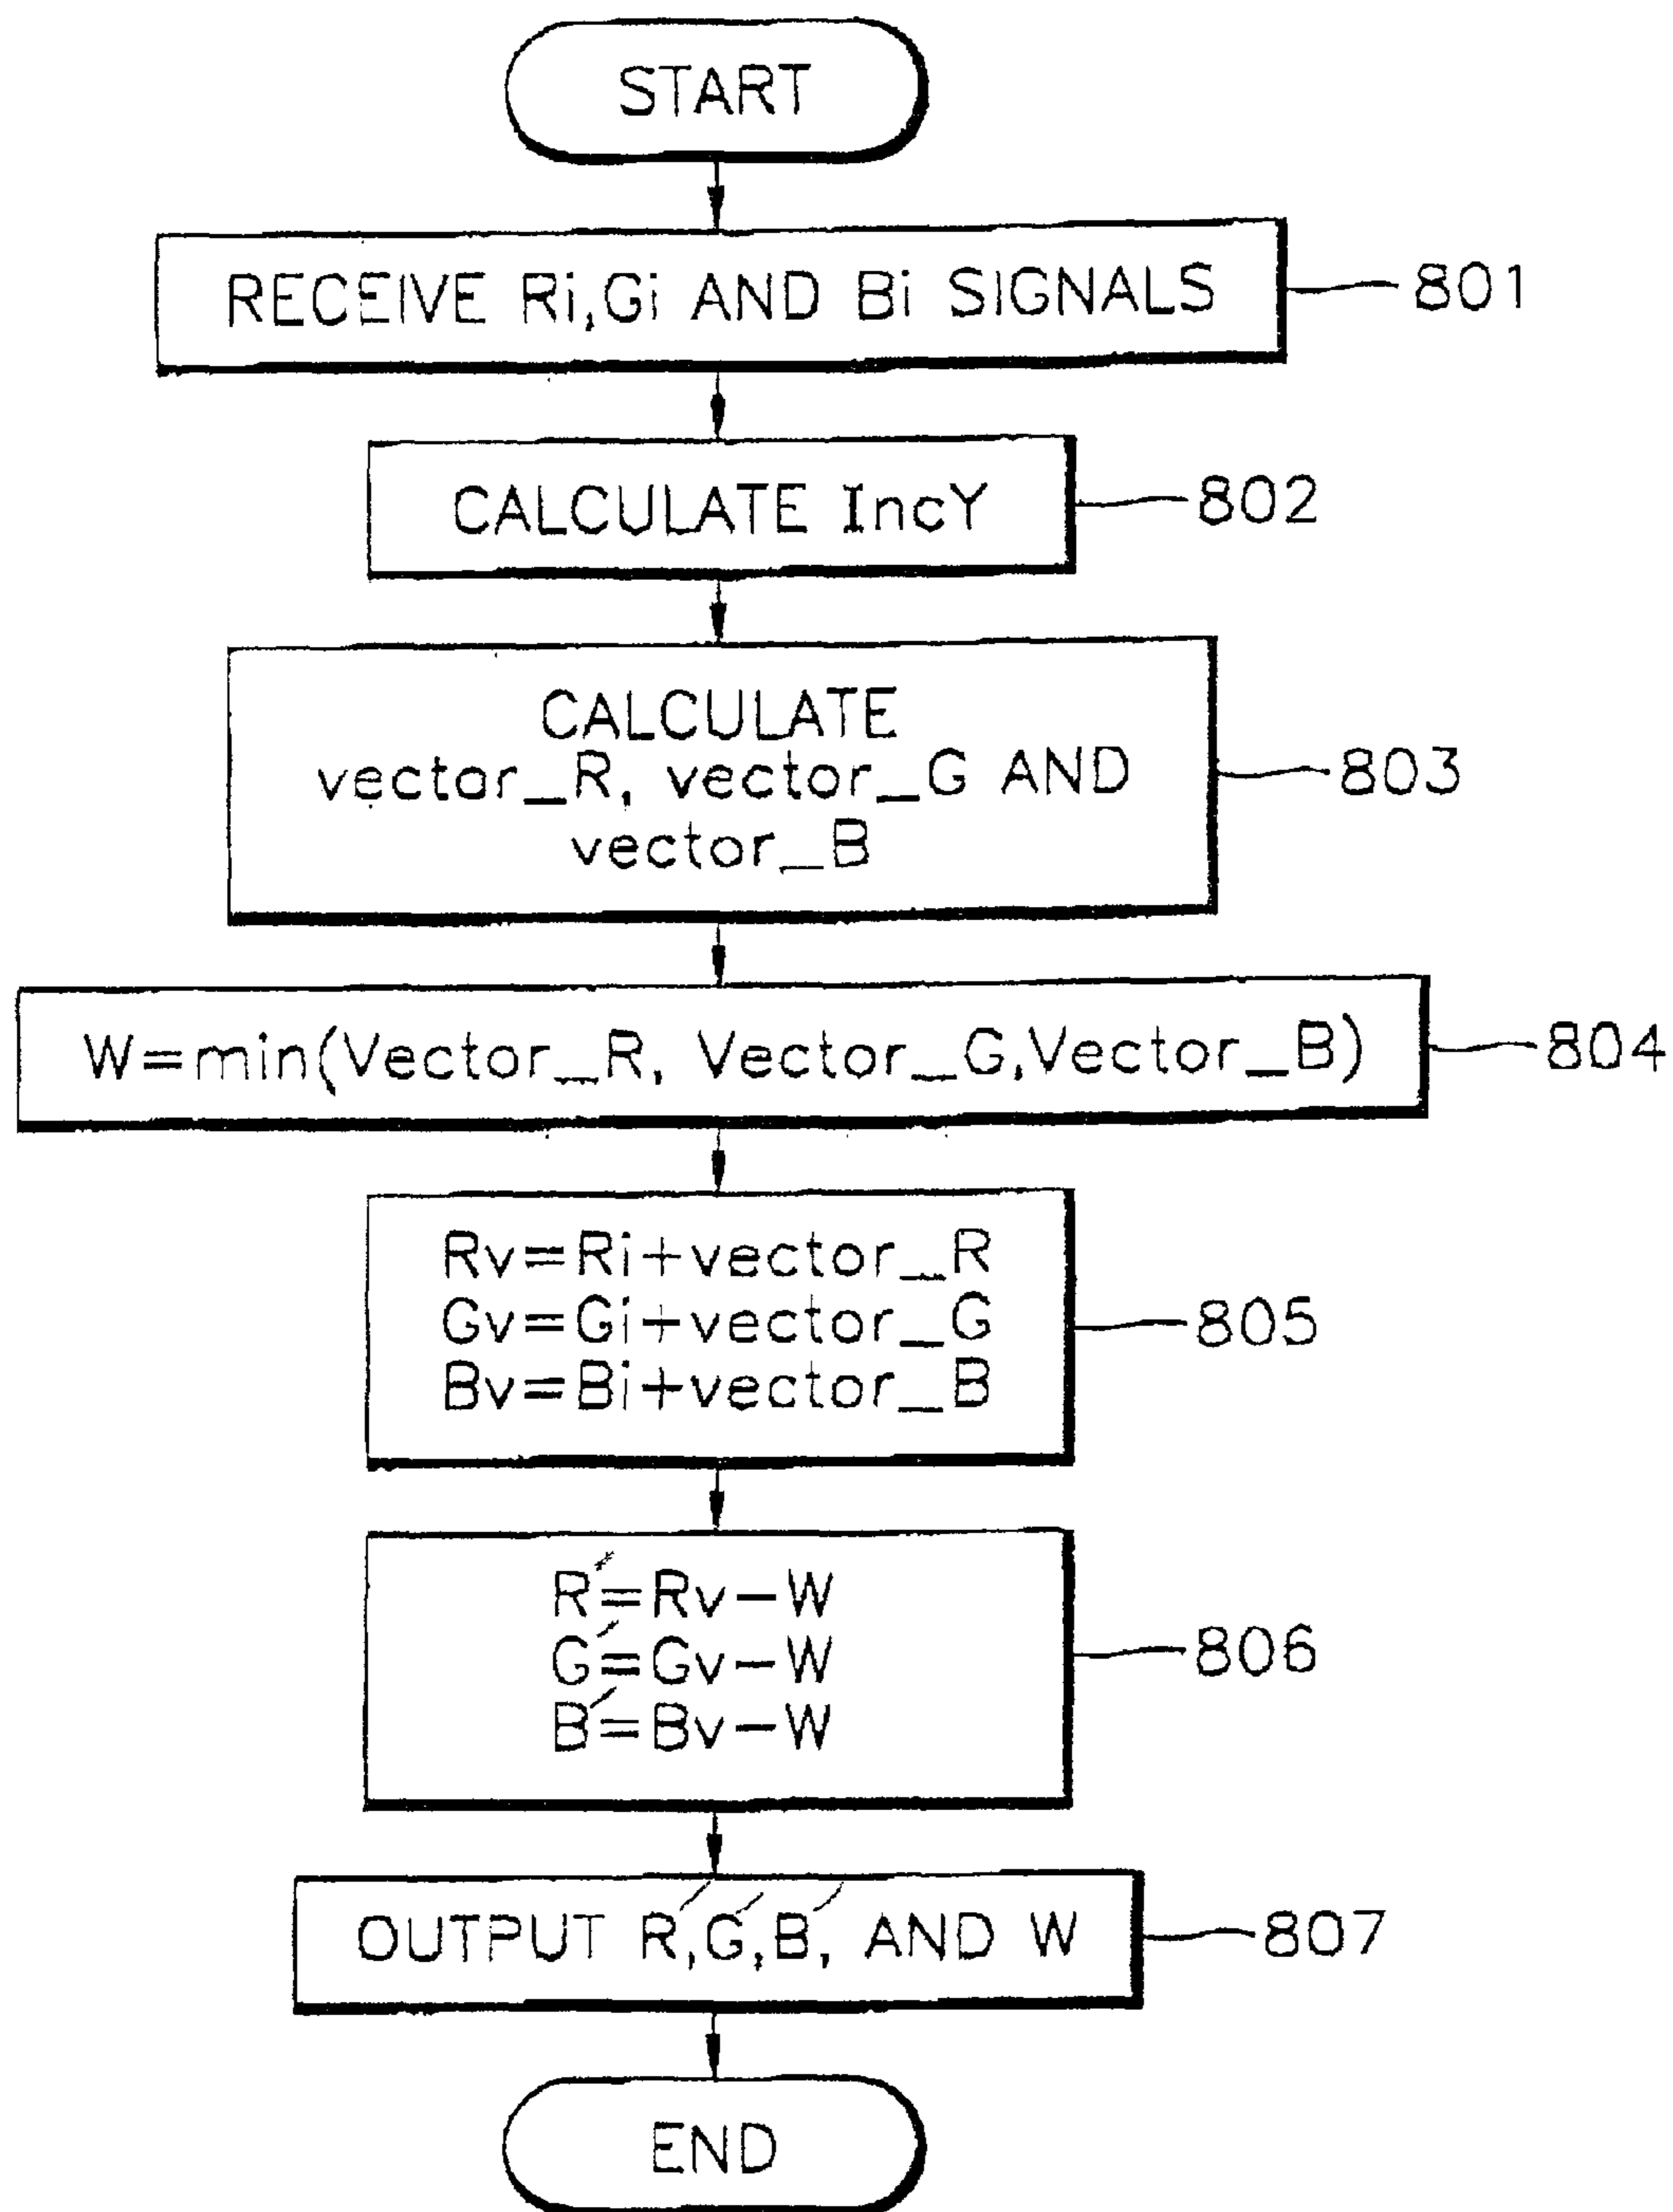 START
RECEIVE Ri,Gi AND Bi SIGNALS
801
CALCULATE IncY
802
CALCULATE
vector_R, vector_G AND
vector_B
803
W=min(Vector_R, Vector_G,Vector_B)
804
Rv=Ri+vector_R
Gv=Gi+vector_G
Bv=Bi+vector_B
805
R′=Rv−W
G′=Gv−W
B′=Bv−W
806
OUTPUT R′,G′,B′, AND W
807
END